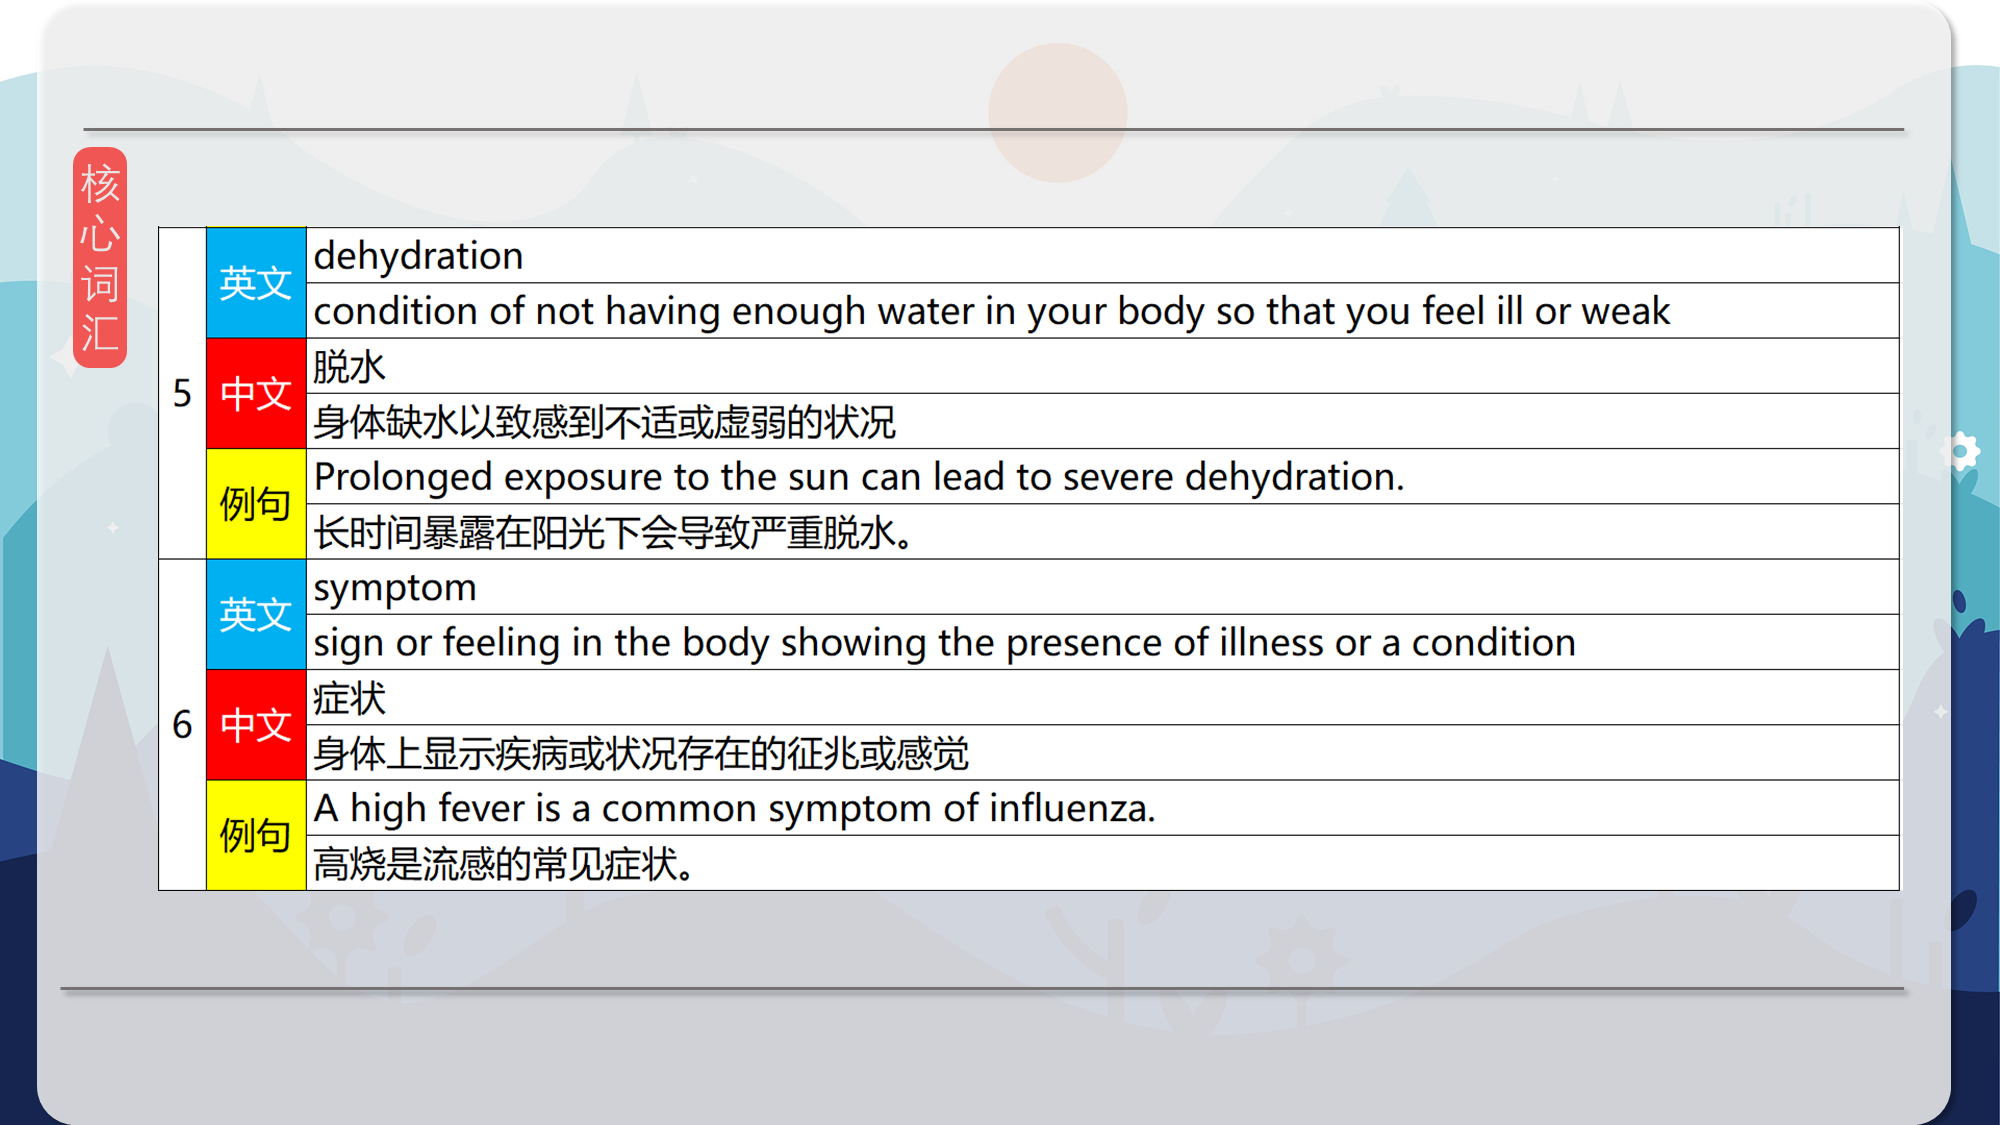 核心词汇
5
英文
dehydration
condition of not having enough water in your body so that you feel ill or weak
中文
脱水
身体缺水以致感到不适或虚弱的状况
例句
Prolonged exposure to the sun can lead to severe dehydration.
长时间暴露在阳光下会导致严重脱水。
6
英文
symptom
sign or feeling in the body showing the presence of illness or a condition
中文
症状
身体上显示疾病或状况存在的征兆或感觉
例句
A high fever is a common symptom of influenza.
高烧是流感的常见症状。